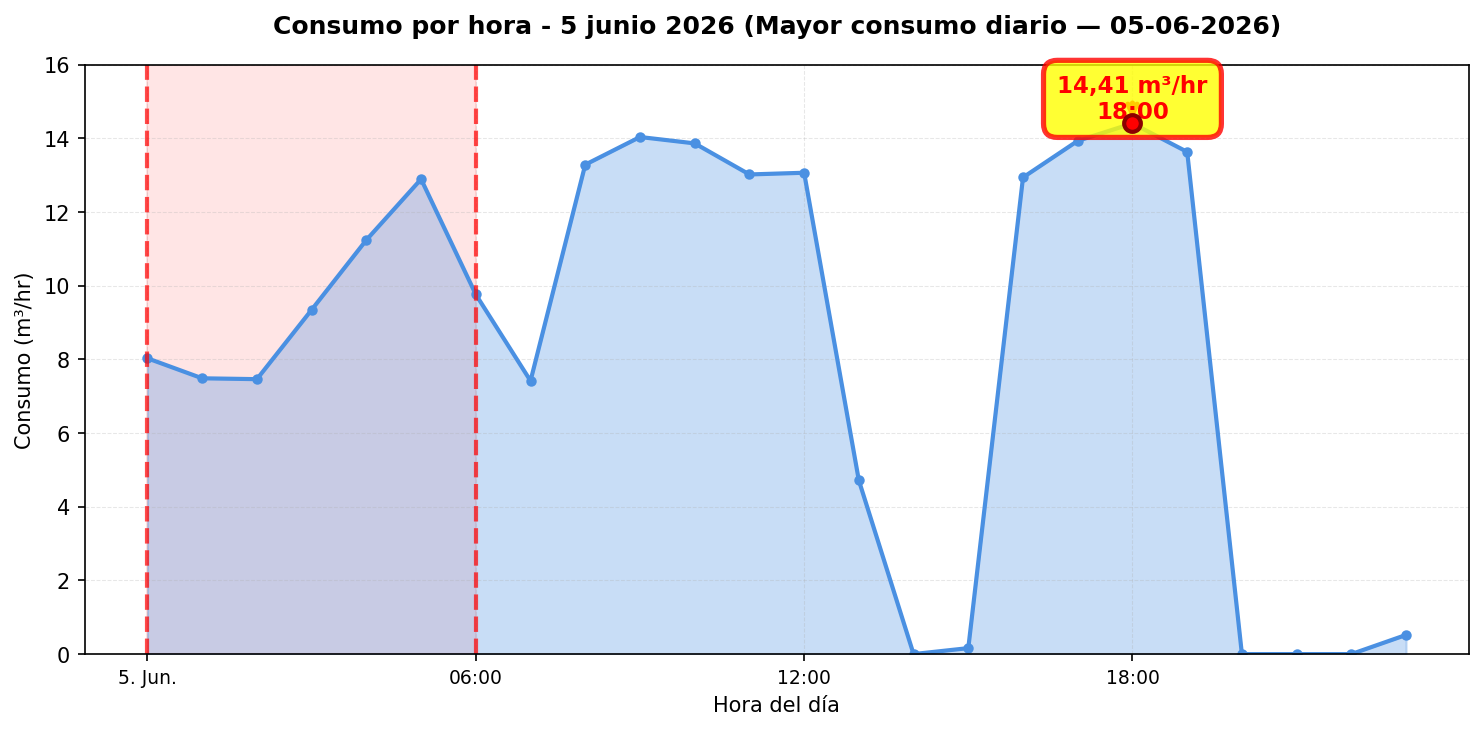 Consumo por hora - 5 junio 2026 (Mayor consumo diario — 05-06-2026)
16
14
12
10
8
6
4
2
0
Consumo (m³/hr)
14,41 m³/hr
18:00
5. Jun.
06:00
12:00
18:00
Hora del día